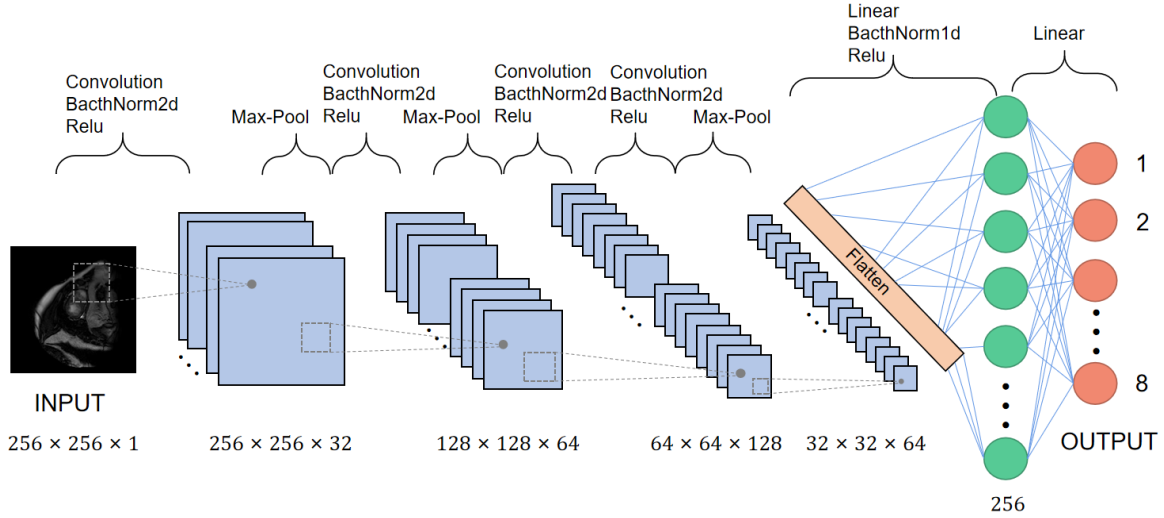 Linear
BacthNorm1d
Relu
Linear
Convolution
BacthNorm2d
Relu
Max-Pool
Convolution
BacthNorm2d
Relu
Max-Pool
Convolution
BacthNorm2d
Relu
Convolution
BacthNorm2d
Relu
Max-Pool
Flatten
1
2
8
INPUT
OUTPUT
256 × 256 × 1
256 × 256 × 32
128 × 128 × 64
64 × 64 × 128
32 × 32 × 64
256